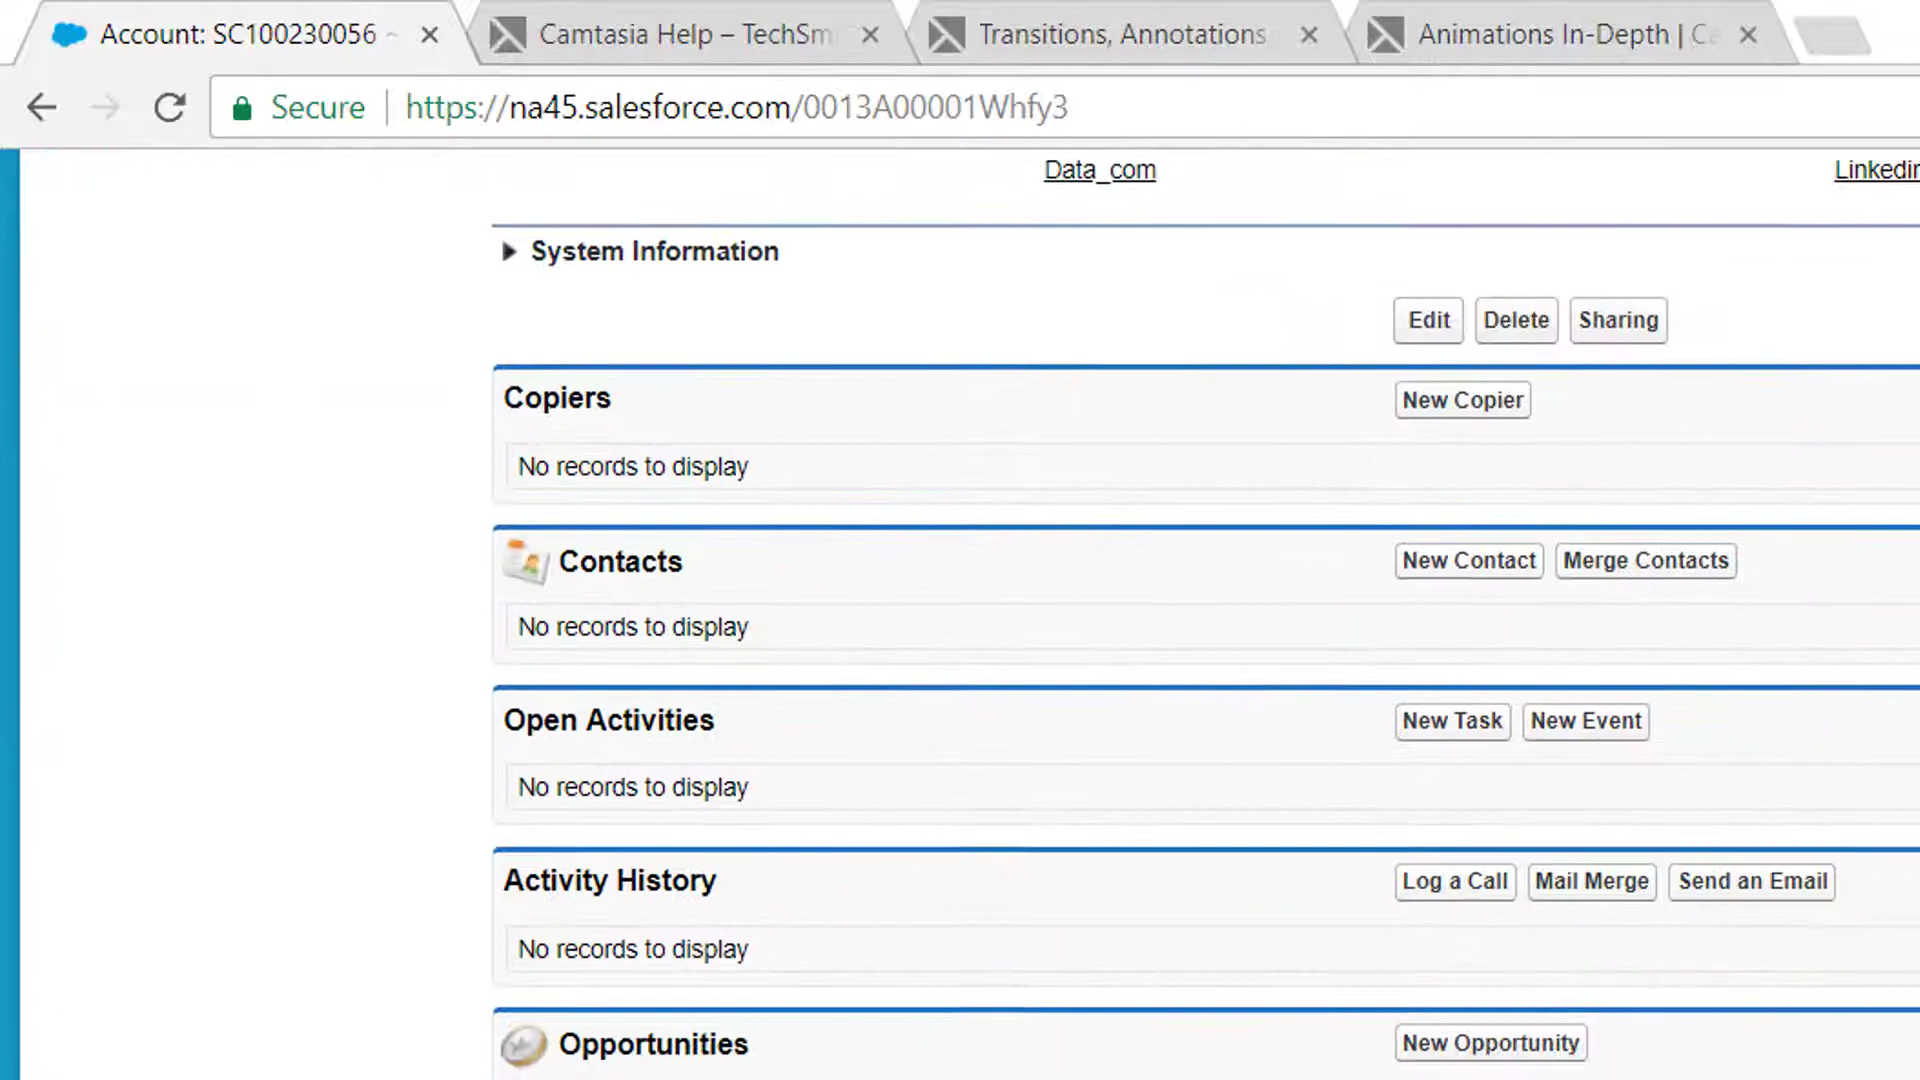 Account: SC100230056 ~
Camtasia Help – TechSm
Transitions, Annotations
Animations In-Depth | Ca
Secure
https://na45.salesforce.com/0013A00001Whfy3
Data_com
Linkedin
System Information
Edit Delete Sharing
Copiers
New Copier
No records to display
Contacts
New Contact Merge Contacts
No records to display
Open Activities
New Task New Event
No records to display
Activity History
Log a Call Mail Merge Send an Email
No records to display
Opportunities
New Opportunity